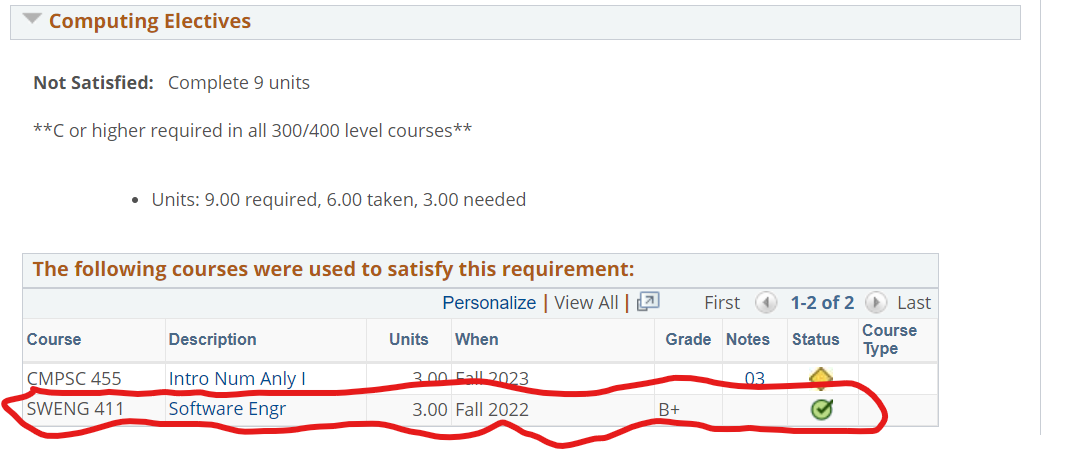 Computing Electives
Not Satisfied: Complete 9 units
**C or higher required in all 300/400 level courses**
• Units: 9.00 required, 6.00 taken, 3.00 needed
The following courses were used to satisfy this requirement:
Personalize | View All | First 1-2 of 2 Last
Course Description Units When Grade Notes Status Course Type
CMPSC 455 Intro Num Anly I 3.00 Fall 2023 03
SWENG 411 Software Engr 3.00 Fall 2022 B+